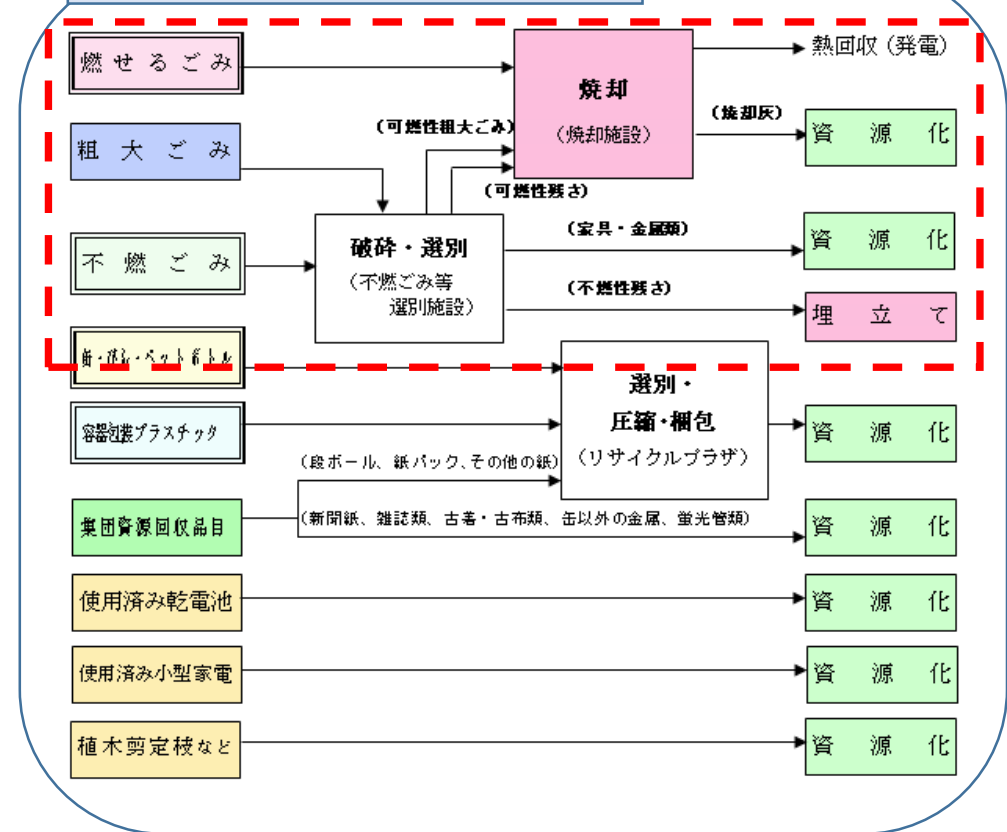 燃せるごみ
熱回収(発電)
焼却
(焼却施設)
(焼却灰)
資源化
(可燃性粗大ごみ)
粗大ごみ
(可燃性残さ)
破砕・選別
(不燃ごみ等
選別施設)
(家具・金属類)
資源化
不燃ごみ
(不燃性残さ)
埋立て
缶・びん・ペットボトル
選別・
圧縮・梱包
(リサイクルプラザ)
資源化
容器包装プラスチック
(段ボール、紙パック、その他の紙)
集団資源回収品目
(新聞紙、雑誌類、古着・古布類、缶以外の金属、蛍光管類)
資源化
使用済み乾電池
資源化
使用済み小型家電
資源化
植木剪定枝など
資源化